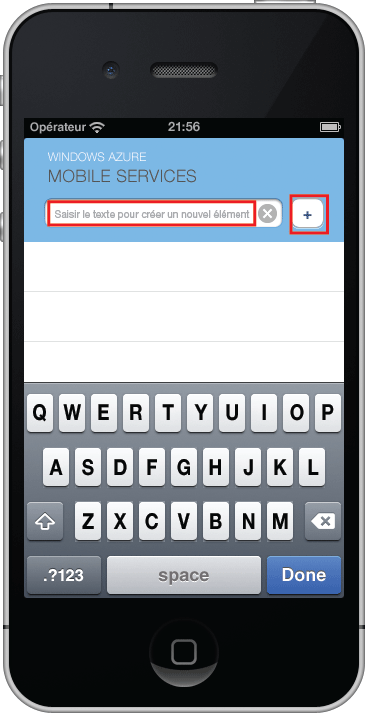 Opérateur 21:56
WINDOWS AZURE
MOBILE SERVICES
Saisir le texte pour créer un nouvel élément +
Q W E R T Y U I O P
A S D F G H J K L
Z X C V B N M
.?123 space Done